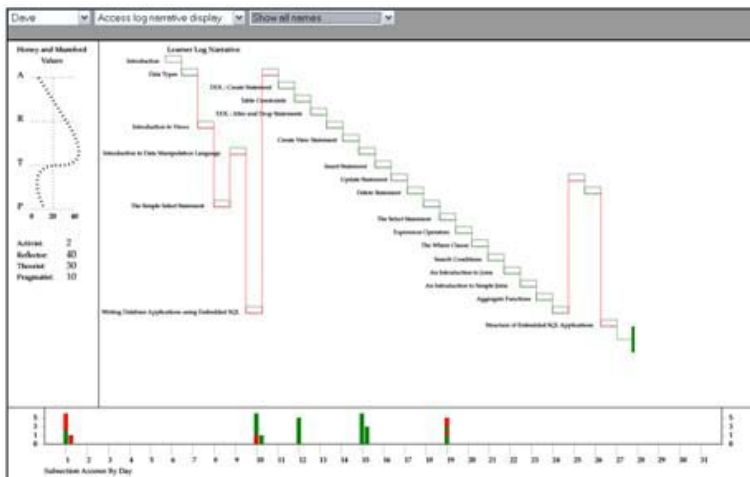 Dave
Access log narrative display
Show all names
Honey and Mumford
Values
Learner Log Narrative
A
R
T
P
0 20 40
Activist: 2
Reflector: 40
Theorist: 30
Pragmatist: 10
Introduction
Data Types
DDL : Create Statement
Table Constraints
DDL : Alter and Drop Statements
Introduction to Views
Create View Statement
Introduction to Data Manipulation Language
Insert Statement
Update Statement
Delete Statement
The Simple Select Statement
The Select Statement
Expression Operators
The Where Clause
Search Conditions
An Introduction to Joins
An Introduction to Simple Joins
Aggregate Functions
Writing Database Applications using Embedded SQL
Structure of Embedded SQL Applications
5
3
1
0
5
3
1
0
1 2 3 4 5 6 7 8 9 10 11 12 13 14 15 16 17 18 19 20 21 22 23 24 25 26 27 28 29 30 31
Subsection Access By Day